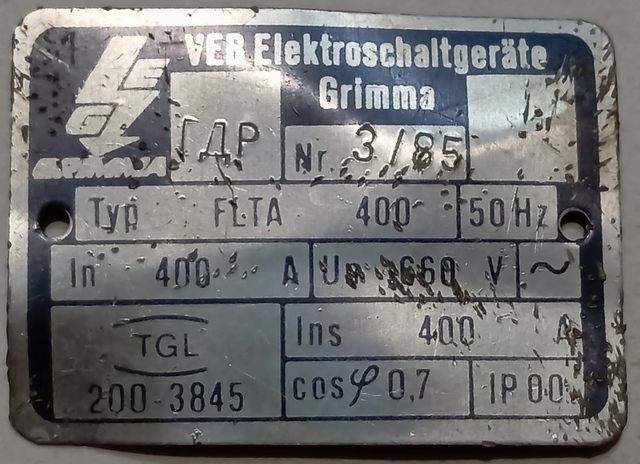 VEB Elektroschaltgeräte
Grimma
ГДР
Nr. 3/85
Typ FLTA 400 50 Hz
In 400 A Un 660 V ~
TGL
200-3845
Ins 400 A
cos φ 0,7 IP 00